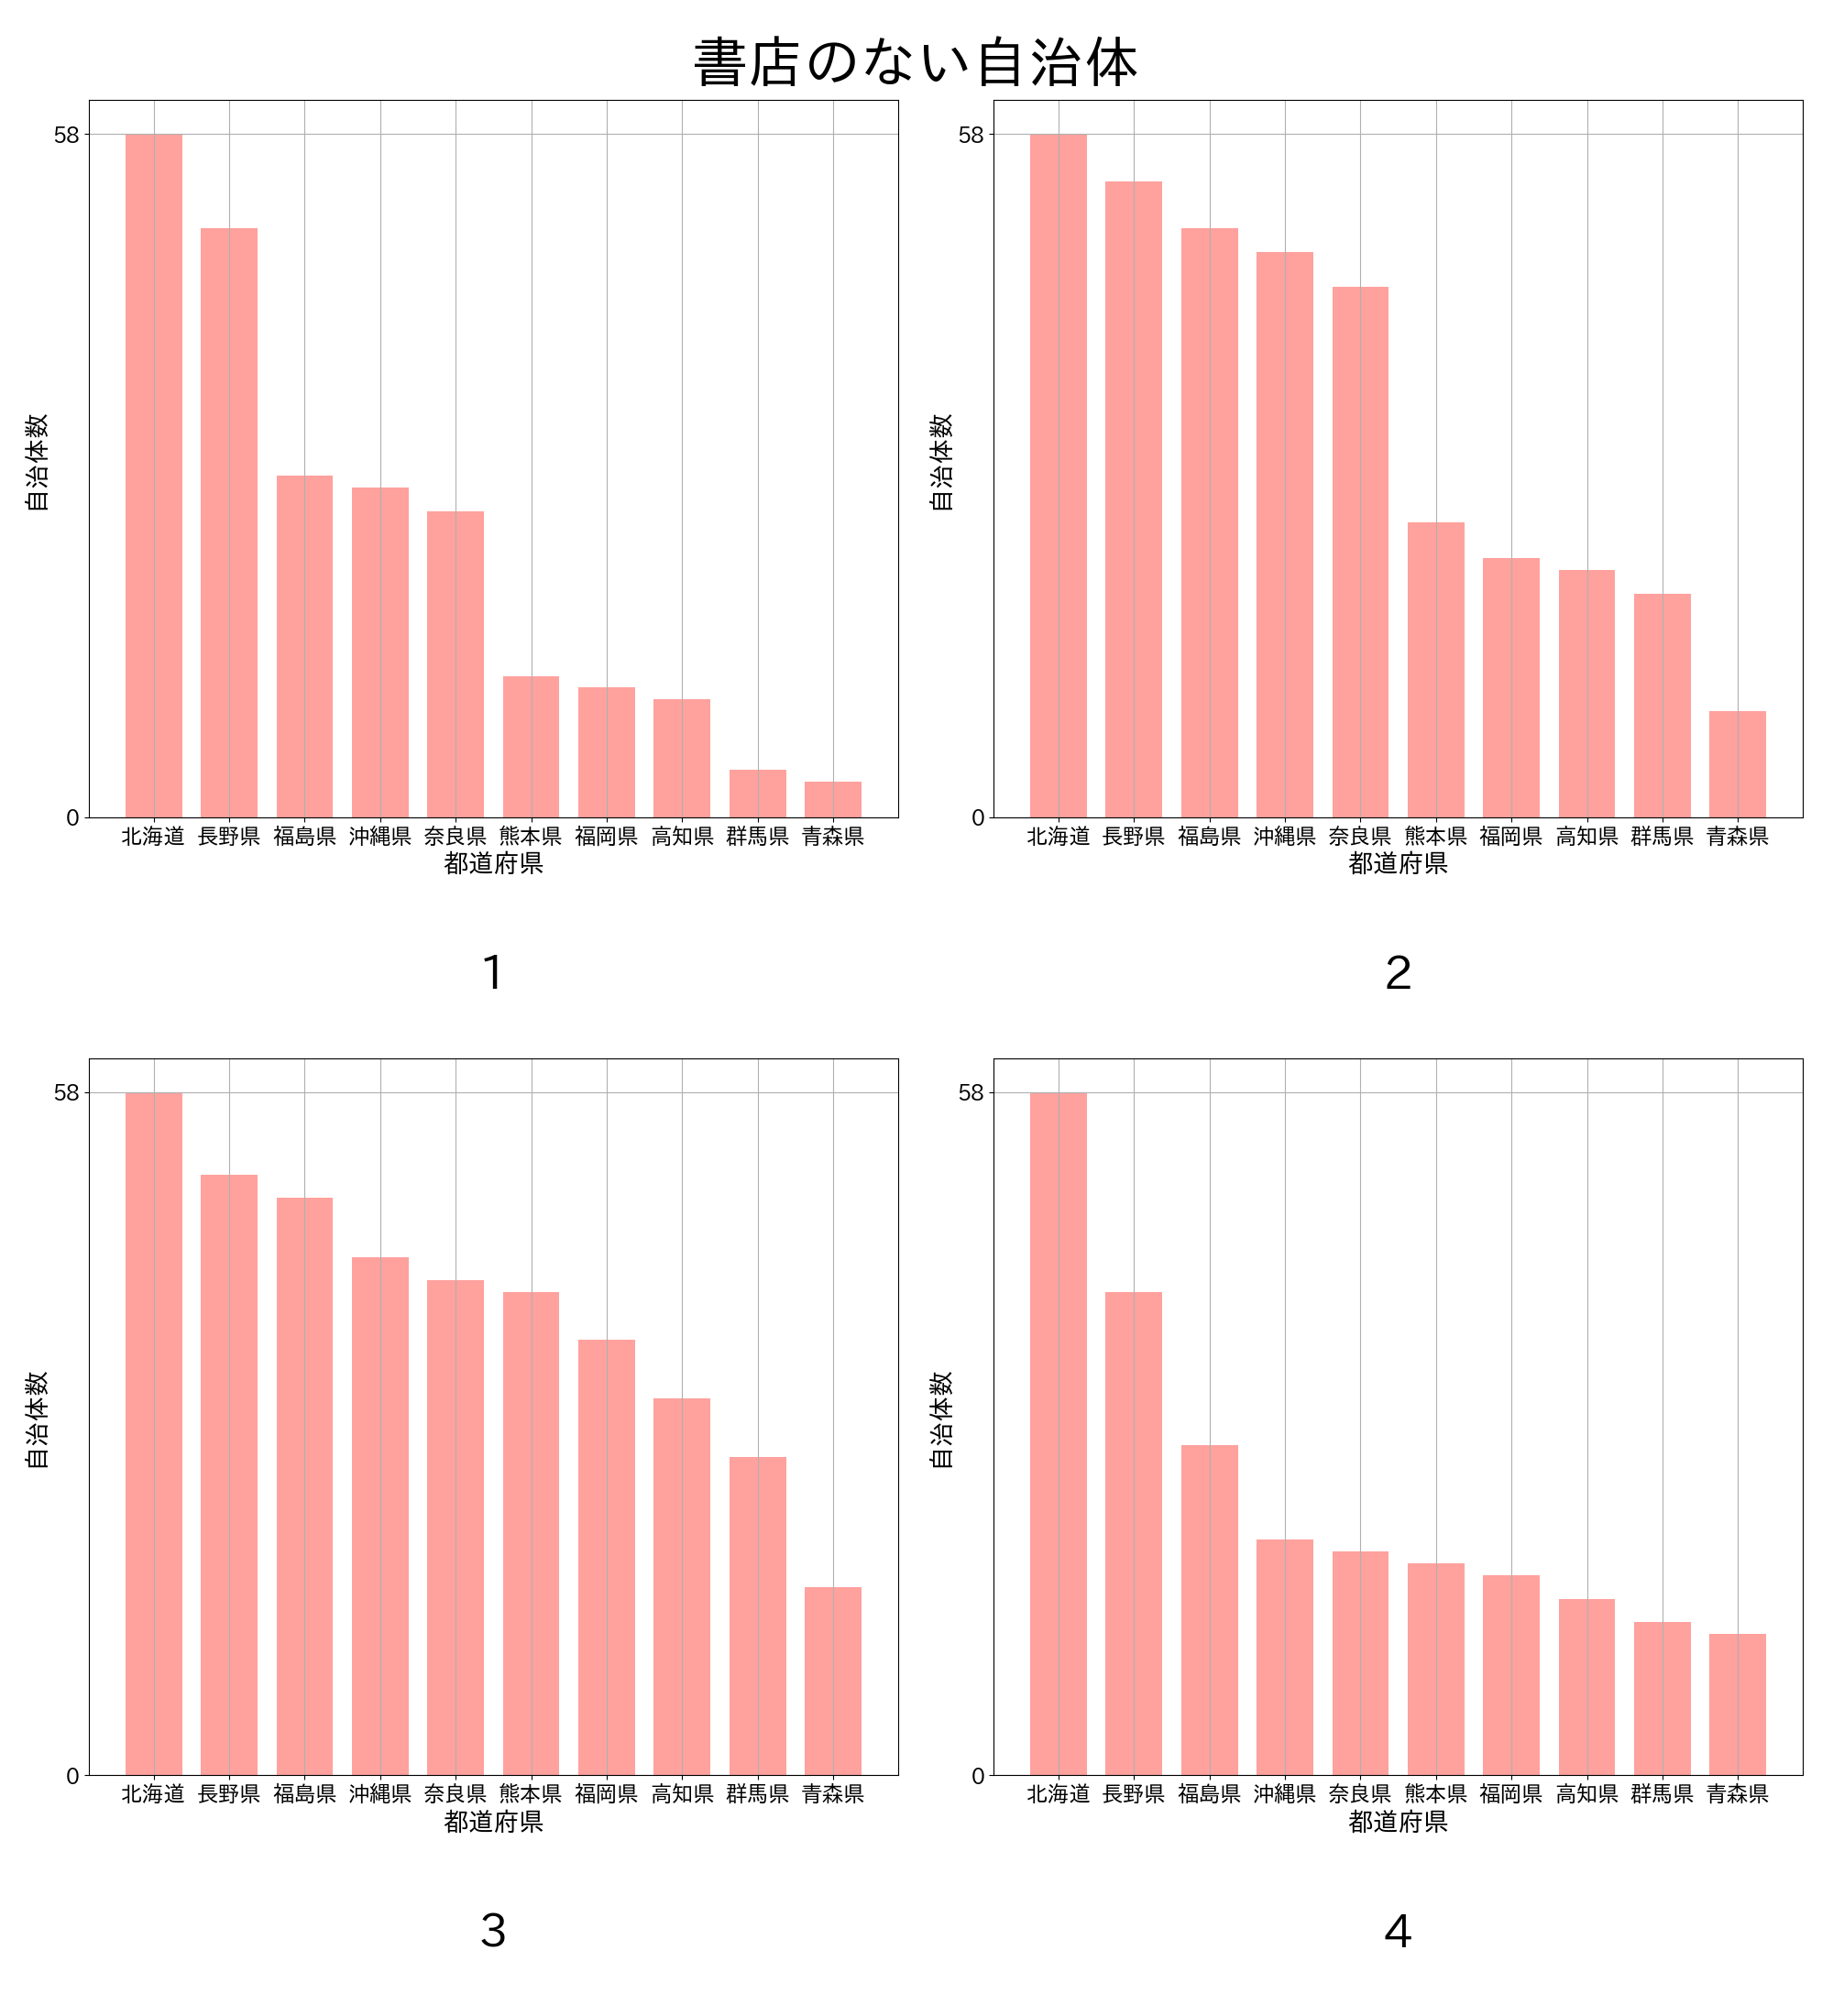 書店のない自治体
58
0
自治体数
北海道 長野県 福島県 沖縄県 奈良県 熊本県 福岡県 高知県 群馬県 青森県
都道府県
1
58
0
自治体数
北海道 長野県 福島県 沖縄県 奈良県 熊本県 福岡県 高知県 群馬県 青森県
都道府県
2
58
0
自治体数
北海道 長野県 福島県 沖縄県 奈良県 熊本県 福岡県 高知県 群馬県 青森県
都道府県
3
58
0
自治体数
北海道 長野県 福島県 沖縄県 奈良県 熊本県 福岡県 高知県 群馬県 青森県
都道府県
4